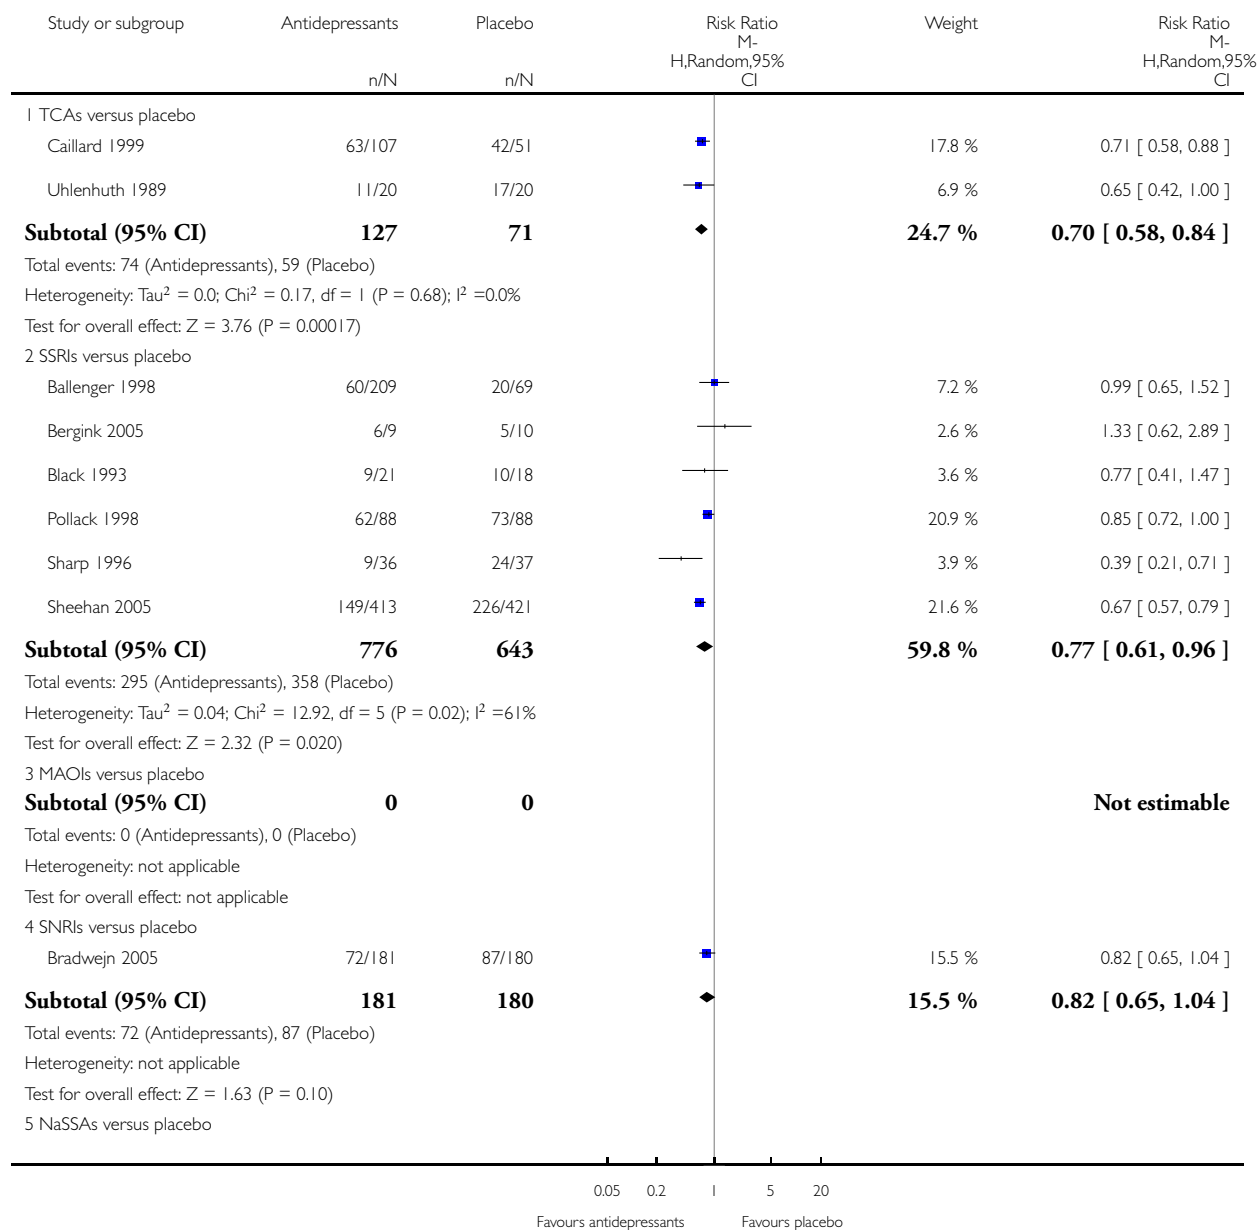 Study or subgroup Antidepressants Placebo Risk Ratio Weight Risk Ratio
M- M-
H,Random,95% H,Random,95%
n/N n/N CI CI
1 TCAs versus placebo
Caillard 1999 63/107 42/51 17.8 % 0.71 [ 0.58, 0.88 ]
Uhlenhuth 1989 11/20 17/20 6.9 % 0.65 [ 0.42, 1.00 ]
Subtotal (95% CI) 127 71 24.7 % 0.70 [ 0.58, 0.84 ]
Total events: 74 (Antidepressants), 59 (Placebo)
Heterogeneity: Tau² = 0.0; Chi² = 0.17, df = 1 (P = 0.68); I² =0.0%
Test for overall effect: Z = 3.76 (P = 0.00017)
2 SSRIs versus placebo
Ballenger 1998 60/209 20/69 7.2 % 0.99 [ 0.65, 1.52 ]
Bergink 2005 6/9 5/10 2.6 % 1.33 [ 0.62, 2.89 ]
Black 1993 9/21 10/18 3.6 % 0.77 [ 0.41, 1.47 ]
Pollack 1998 62/88 73/88 20.9 % 0.85 [ 0.72, 1.00 ]
Sharp 1996 9/36 24/37 3.9 % 0.39 [ 0.21, 0.71 ]
Sheehan 2005 149/413 226/421 21.6 % 0.67 [ 0.57, 0.79 ]
Subtotal (95% CI) 776 643 59.8 % 0.77 [ 0.61, 0.96 ]
Total events: 295 (Antidepressants), 358 (Placebo)
Heterogeneity: Tau² = 0.04; Chi² = 12.92, df = 5 (P = 0.02); I² =61%
Test for overall effect: Z = 2.32 (P = 0.020)
3 MAOIs versus placebo
Subtotal (95% CI) 0 0 Not estimable
Total events: 0 (Antidepressants), 0 (Placebo)
Heterogeneity: not applicable
Test for overall effect: not applicable
4 SNRIs versus placebo
Bradwejn 2005 72/181 87/180 15.5 % 0.82 [ 0.65, 1.04 ]
Subtotal (95% CI) 181 180 15.5 % 0.82 [ 0.65, 1.04 ]
Total events: 72 (Antidepressants), 87 (Placebo)
Heterogeneity: not applicable
Test for overall effect: Z = 1.63 (P = 0.10)
5 NaSSAs versus placebo
0.05 0.2 1 5 20
Favours antidepressants Favours placebo